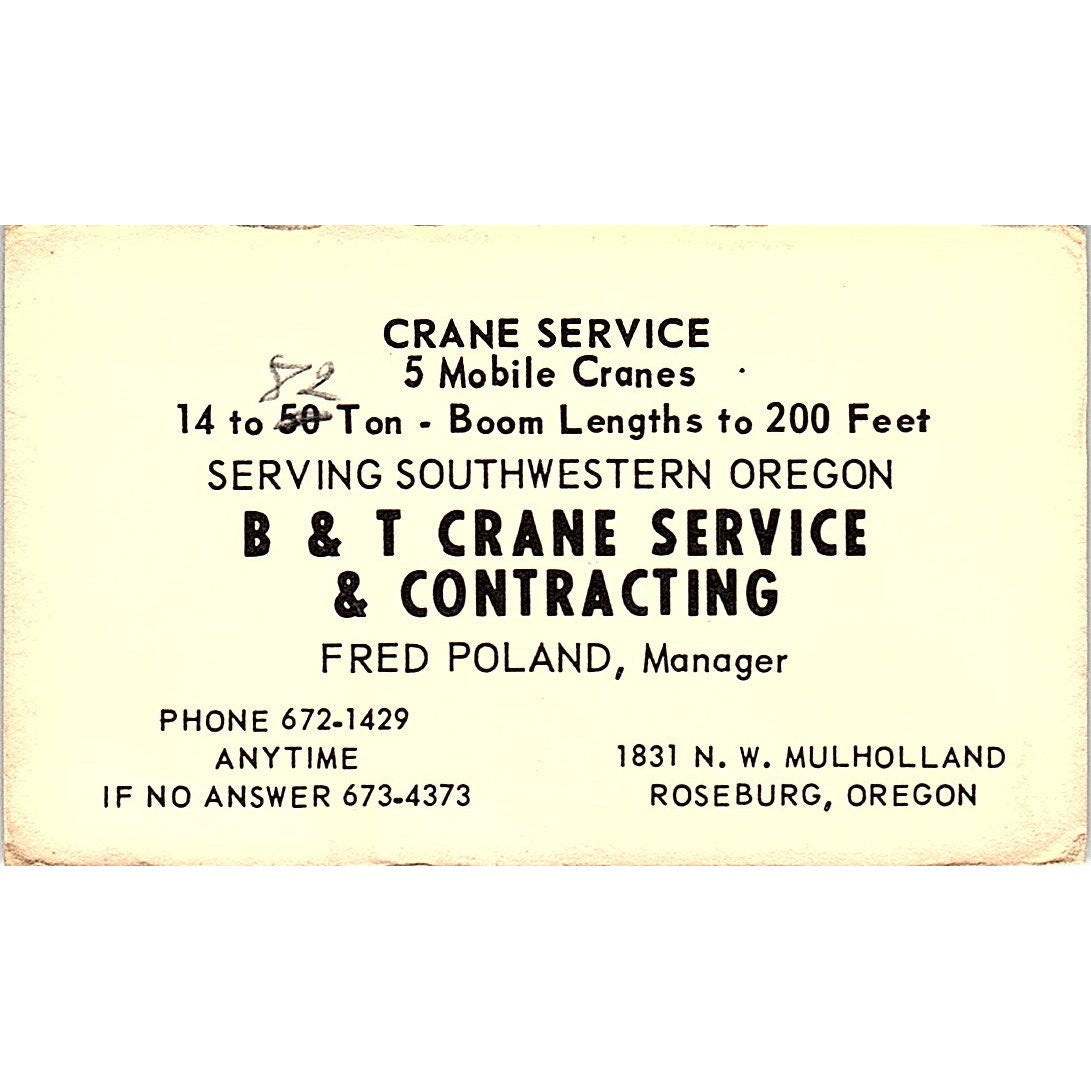 CRANE SERVICE
5 Mobile Cranes
82
14 to 50 Ton - Boom Lengths to 200 Feet
SERVING SOUTHWESTERN OREGON
B & T CRANE SERVICE
& CONTRACTING
FRED POLAND, Manager
PHONE 672-1429
ANYTIME
IF NO ANSWER 673-4373
1831 N. W. MULHOLLAND
ROSEBURG, OREGON